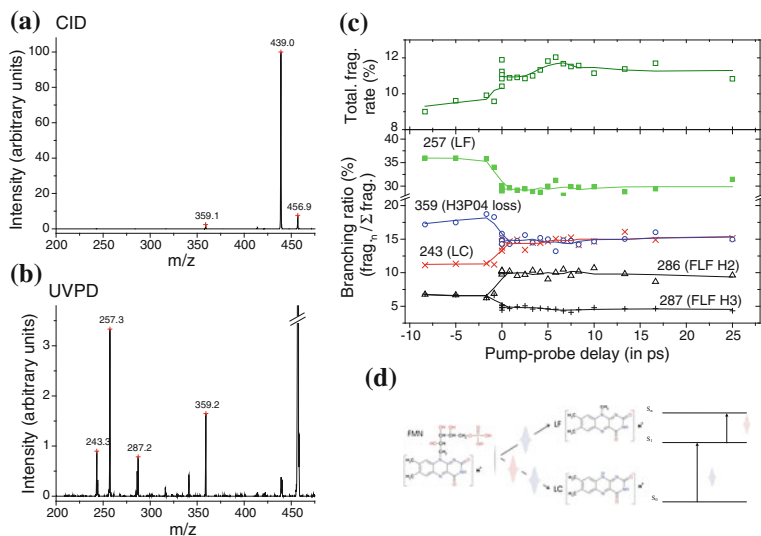 (a) CID
Intensity (arbitrary units)
100
80
60
40
20
0
439.0
359.1
456.9
200 250 300 350 400 450
m/z
(b) UVPD
Intensity (arbitrary units)
3
2
1
0
257.3
243.3
287.2
359.2
200 250 300 350 400 450
m/z
(c)
Total. frag. rate (%)
12
10
8
Branching ratio (%)
(frag.'n / Σ frag.)
35
30
20
15
10
5
257 (LF)
359 (H3P04 loss)
243 (LC)
286 (FLF H2)
287 (FLF H3)
-10 -5 0 5 10 15 20 25
Pump-probe delay (in ps)
(d)
FMN
LF
LC
S₁
S₀